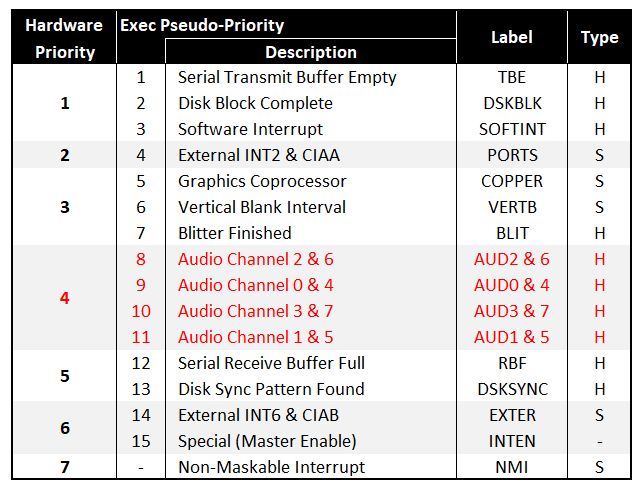 Hardware Priority Exec Pseudo-Priority Description Label Type
1 1 Serial Transmit Buffer Empty TBE H
2 Disk Block Complete DSKBLK H
3 Software Interrupt SOFTINT H
2 4 External INT2 & CIAA PORTS S
3 5 Graphics Coprocessor COPPER S
6 Vertical Blank Interval VERTB S
7 Blitter Finished BLIT H
4 8 Audio Channel 2 & 6 AUD2 & 6 H
9 Audio Channel 0 & 4 AUD0 & 4 H
10 Audio Channel 3 & 7 AUD3 & 7 H
11 Audio Channel 1 & 5 AUD1 & 5 H
5 12 Serial Receive Buffer Full RBF H
13 Disk Sync Pattern Found DSKSYNC H
6 14 External INT6 & CIAB EXTER S
15 Special (Master Enable) INTEN -
7 - Non-Maskable Interrupt NMI S